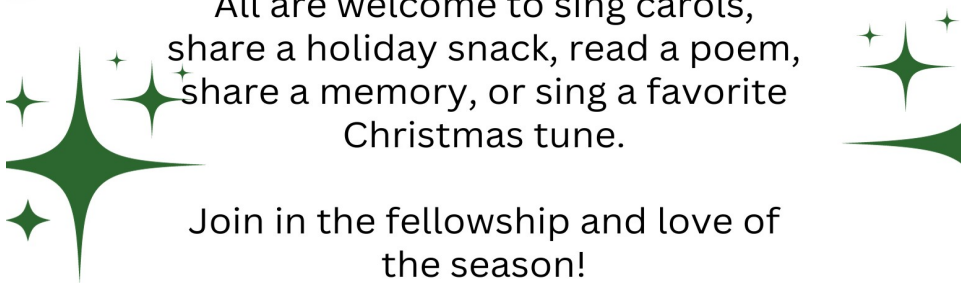 All are welcome to sing carols,
share a holiday snack, read a poem,
share a memory, or sing a favorite
Christmas tune.
Join in the fellowship and love of
the season!